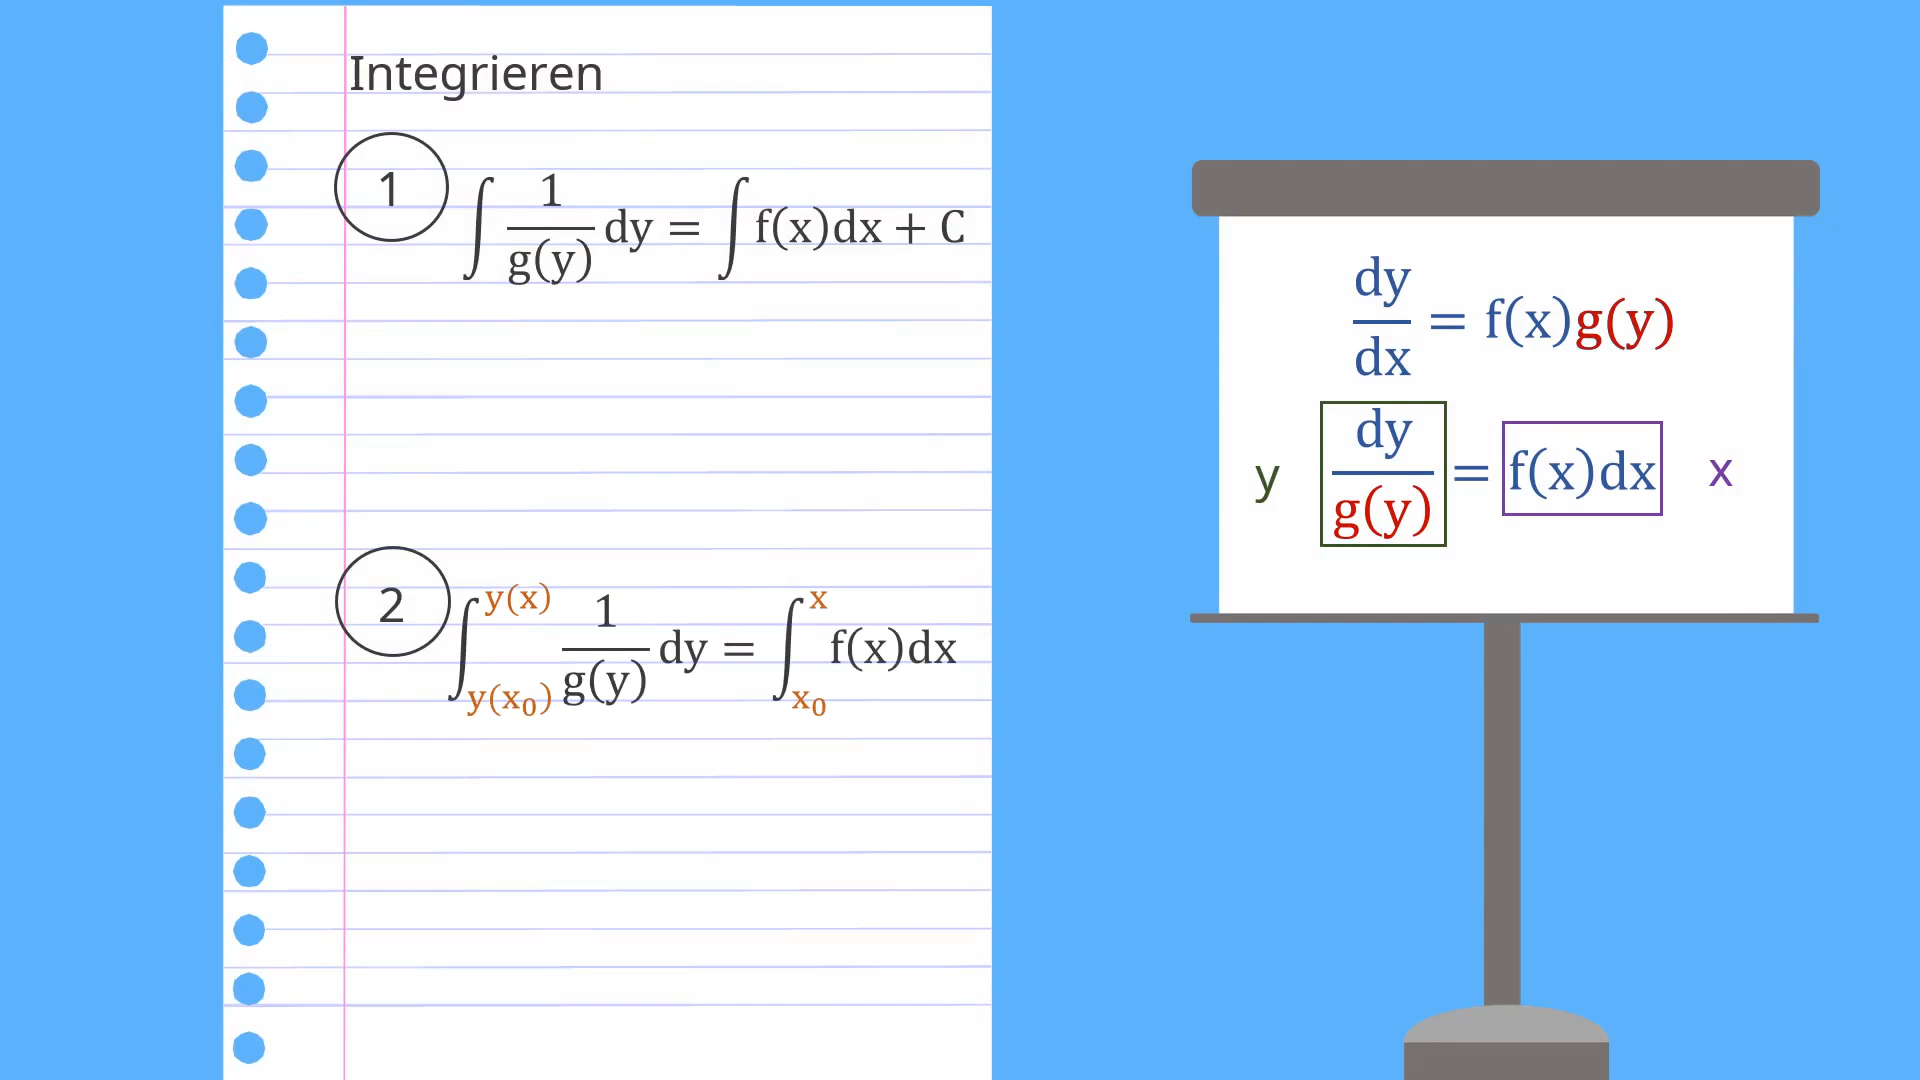 Integrieren
1
∫ 1/g(y) dy = ∫ f(x)dx + C
2
∫_{y(x₀)}^{y(x)} 1/g(y) dy = ∫_{x₀}^{x} f(x)dx
dy/dx = f(x)g(y)
y dy/g(y) = f(x)dx x